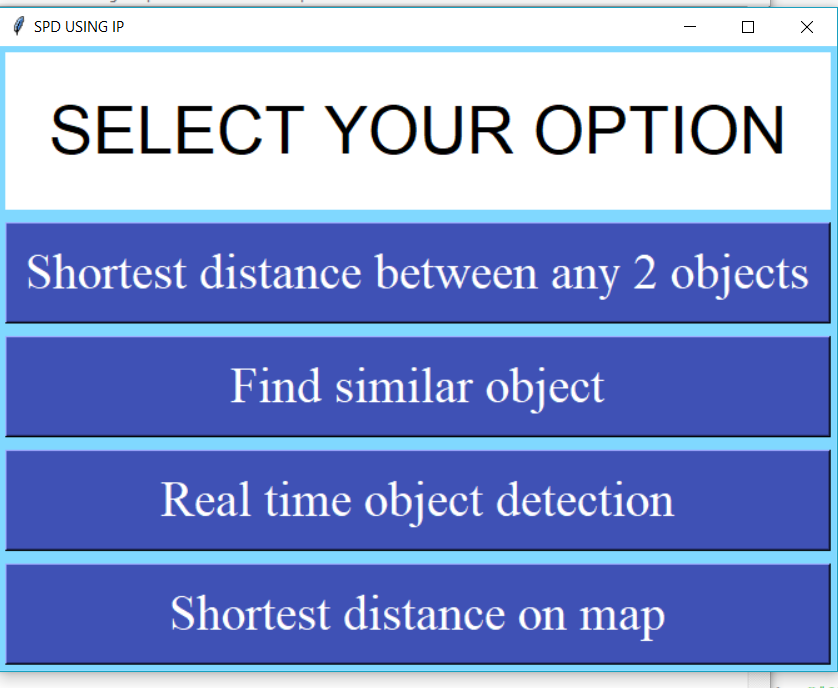 SPD USING IP
SELECT YOUR OPTION
Shortest distance between any 2 objects
Find similar object
Real time object detection
Shortest distance on map